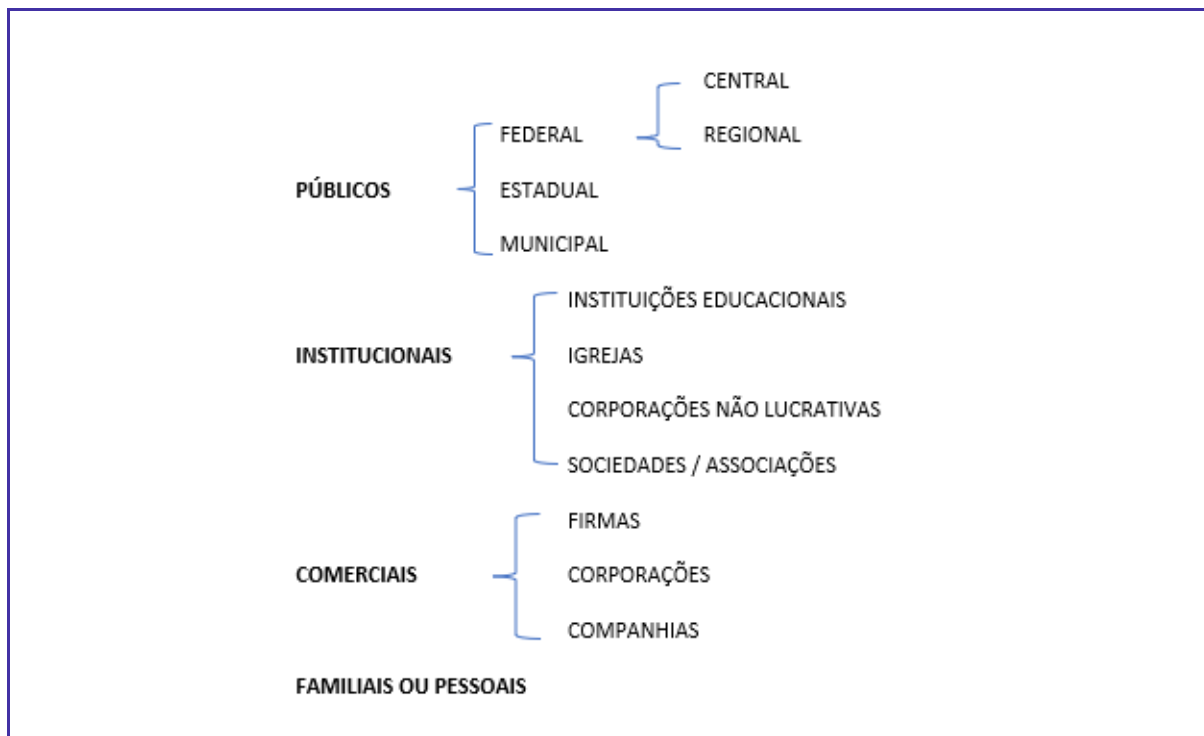 CENTRAL
FEDERAL
REGIONAL
PÚBLICOS
ESTADUAL
MUNICIPAL
INSTITUIÇÕES EDUCACIONAIS
INSTITUCIONAIS
IGREJAS
CORPORAÇÕES NÃO LUCRATIVAS
SOCIEDADES / ASSOCIAÇÕES
FIRMAS
COMERCIAIS
CORPORAÇÕES
COMPANHIAS
FAMILIAIS OU PESSOAIS